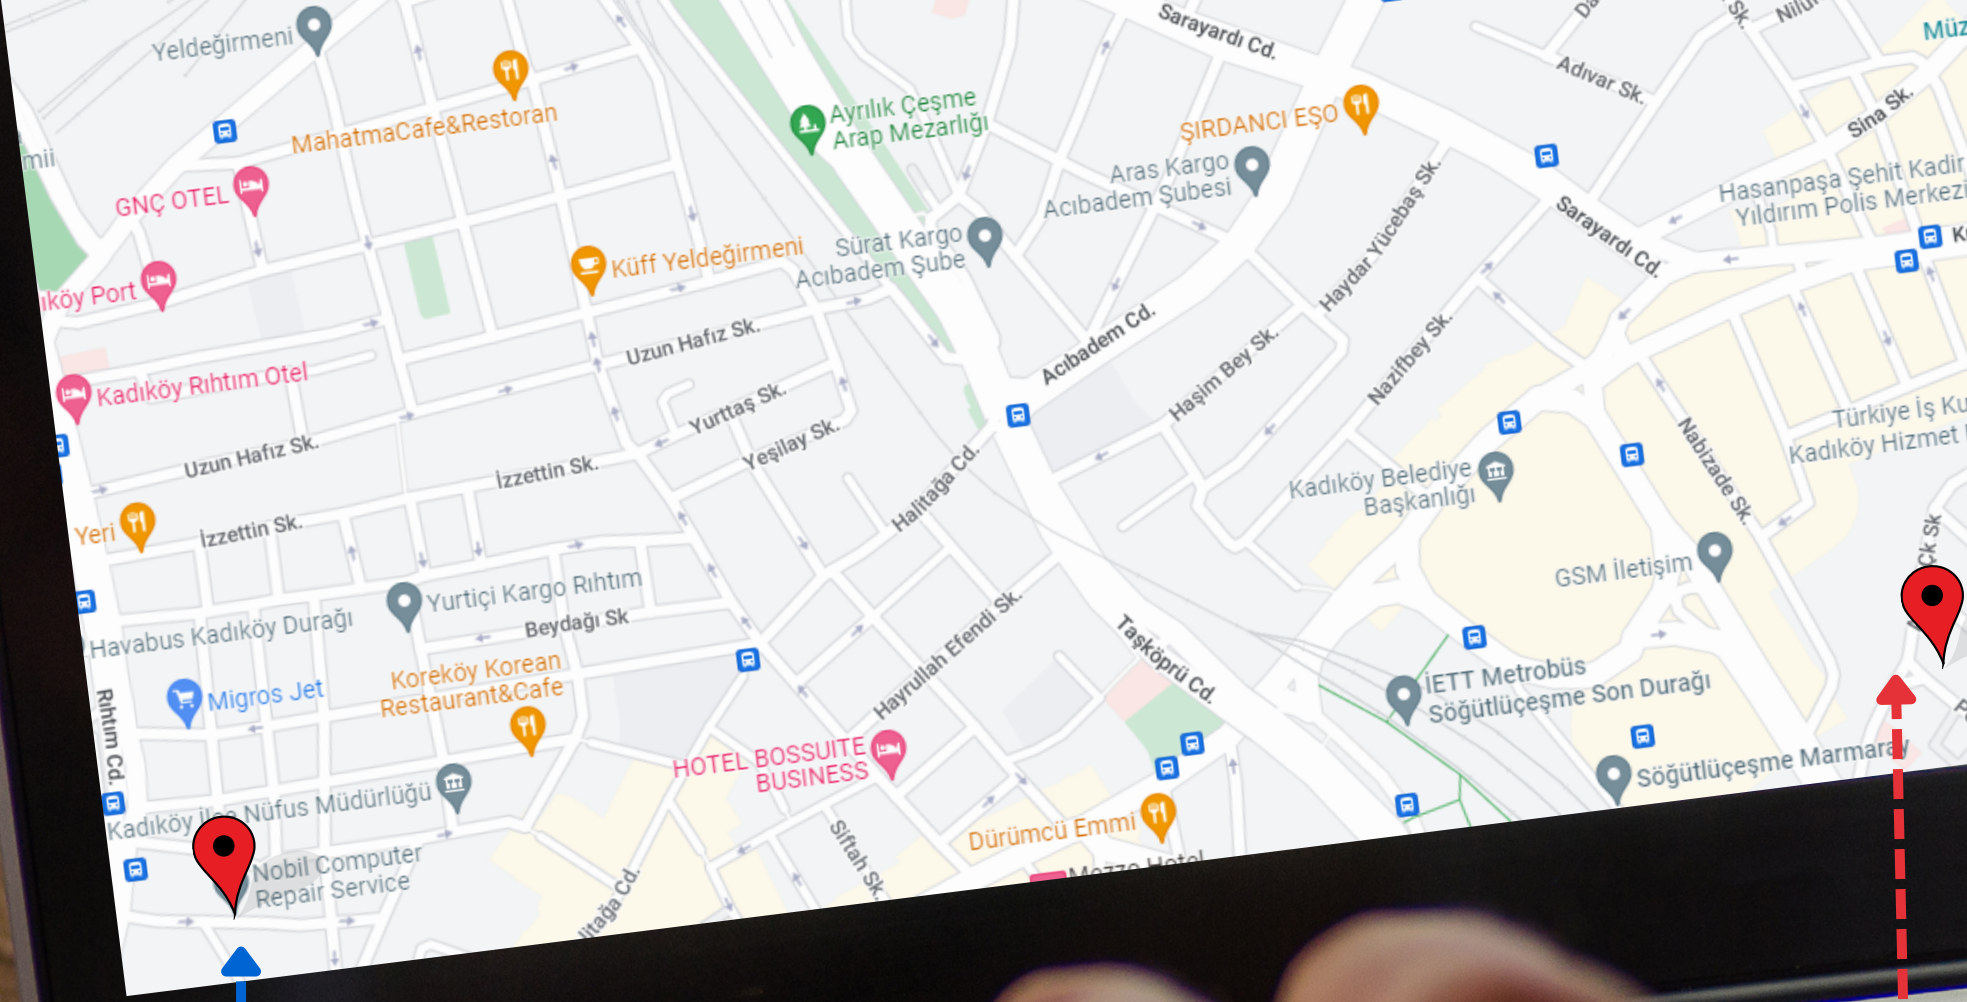 Yeldeğirmeni
MahatmaCafe&Restoran
GNÇ OTEL
Kadıköy Rıhtım Otel
Küff Yeldeğirmeni
Ayrılık Çeşme
Arap Mezarlığı
Sürat Kargo
Acıbadem Şube
Sarayardı Cd.
ŞIRDANCI EŞO
Aras Kargo
Acıbadem Şubesi
Adıvar Sk.
Sina Sk.
Hasanpaşa Şehit Kadir
Yıldırım Polis Merkezi
Haydar Yücebaş Sk.
Sarayardı Cd.
Acıbadem Cd.
Haşim Bey Sk.
Nazifbey Sk.
Uzun Hafız Sk.
Yurttaş Sk.
Yeşilay Sk.
Uzun Hafız Sk.
İzzettin Sk.
Halitağa Cd.
Nabizade Sk.
Türkiye İş
Kadıköy Hizmet
Kadıköy Belediye
Başkanlığı
GSM İletişim
Yeri
İzzettin Sk.
Yurtiçi Kargo Rıhtım
Havabus Kadıköy Durağı
Beydağı Sk
Hayrullah Efendi Sk.
Taşköprü Cd.
Koreköy Korean
Restaurant&Cafe
Migros Jet
Rıhtım Cd.
İETT Metrobüs
Söğütlüçeşme Son Durağı
HOTEL BOSSUITE
BUSINESS
Söğütlüçeşme Marmaray
Kadıköy İlçe Nüfus Müdürlüğü
Dürümcü Emmi
Siftah Sk.
Mezzo Hotel
Nobil Computer
Repair Service